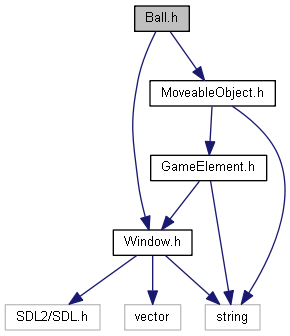 Ball.h
MoveableObject.h
GameElement.h
Window.h
SDL2/SDL.h
vector
string